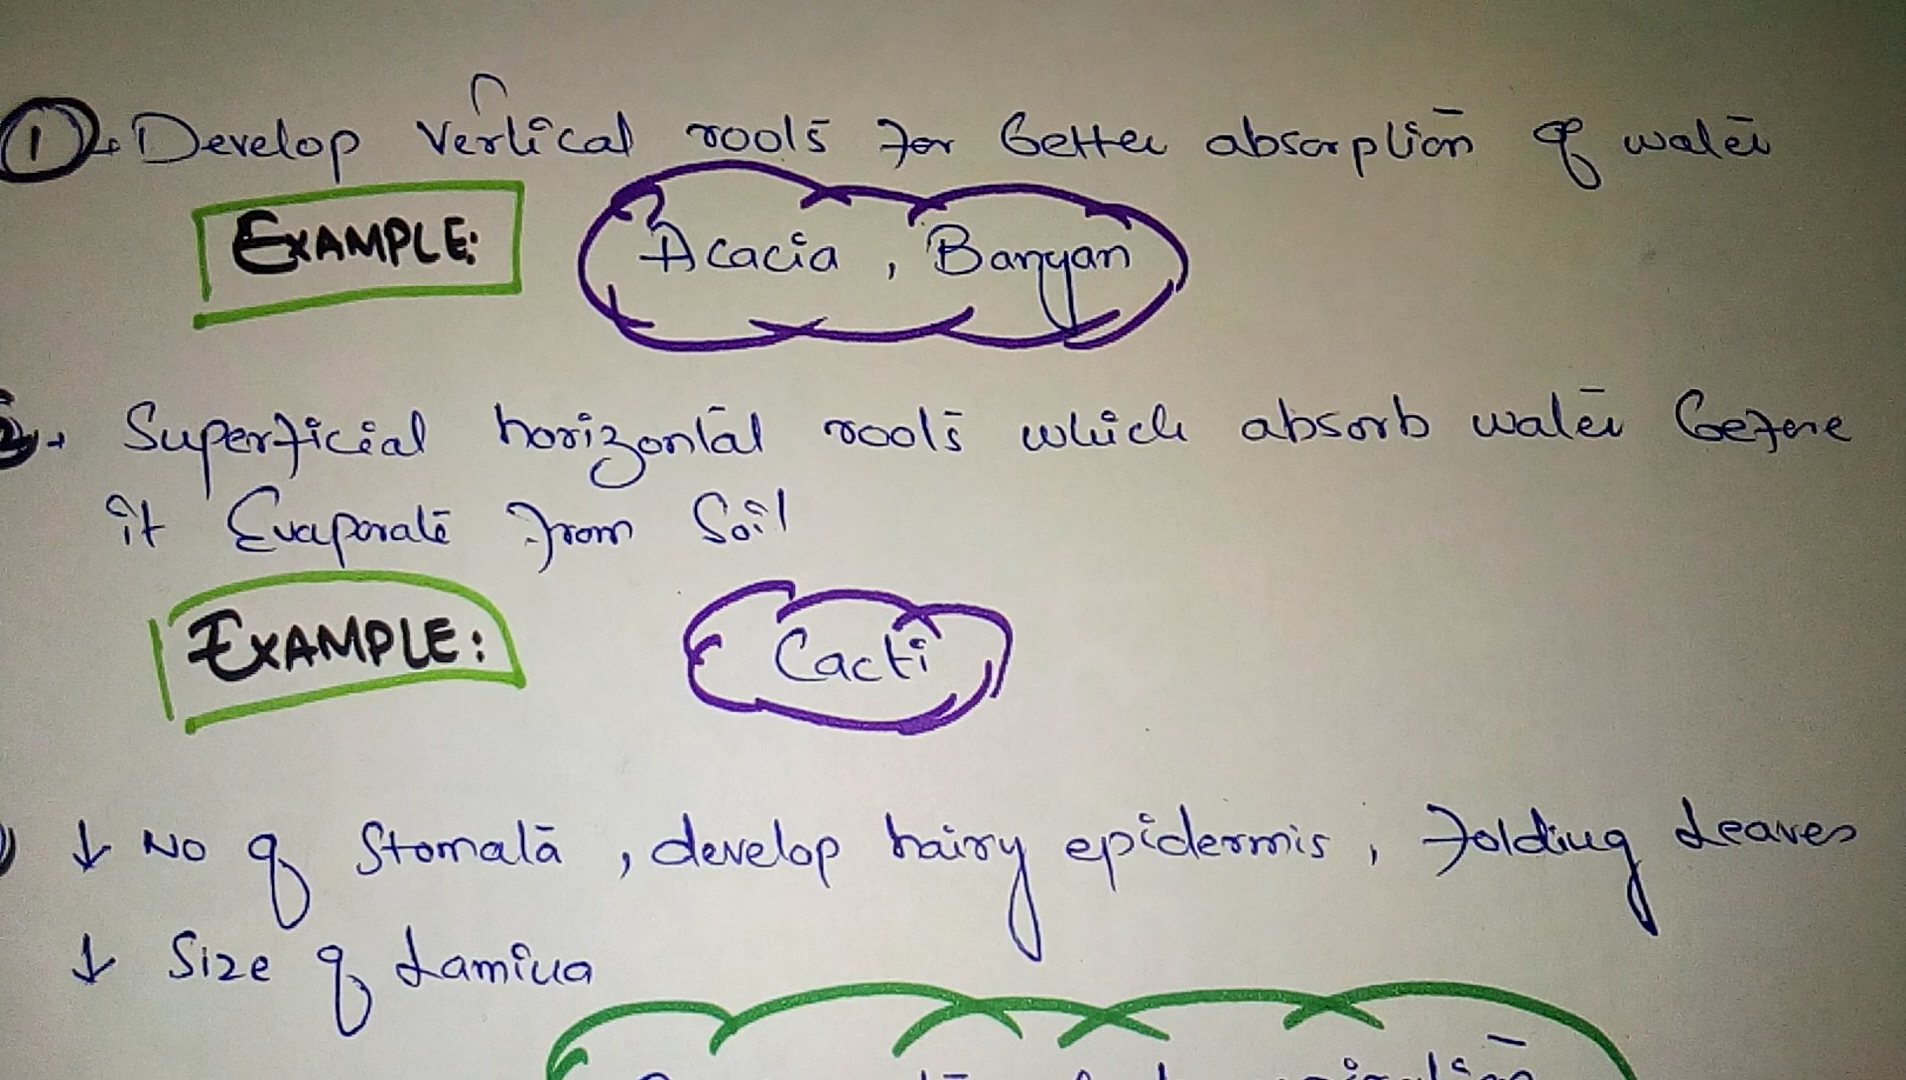 1. Develop vertical roots for better absorption of water
EXAMPLE: Acacia, Banyan
2. Superficial horizontal roots which absorb water before
it Evaporate from Soil
EXAMPLE: Cacti
↓ No of Stomata, develop hairy epidermis, folding leaves
↓ Size of Lamina